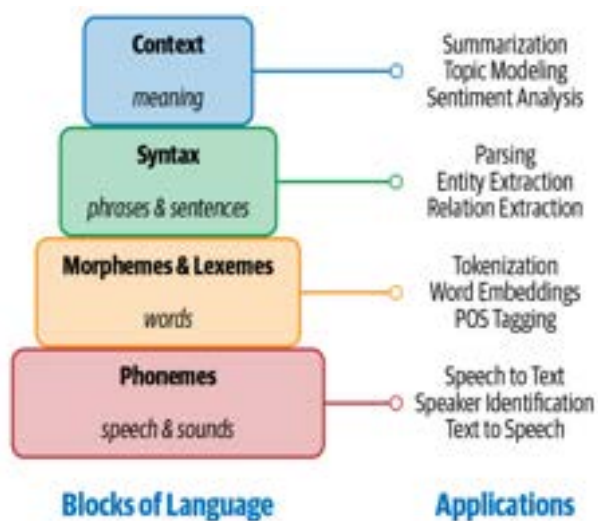 Context
meaning
Summarization
Topic Modeling
Sentiment Analysis
Syntax
phrases & sentences
Parsing
Entity Extraction
Relation Extraction
Morphemes & Lexemes
words
Tokenization
Word Embeddings
POS Tagging
Phonemes
speech & sounds
Speech to Text
Speaker Identification
Text to Speech
Blocks of Language
Applications